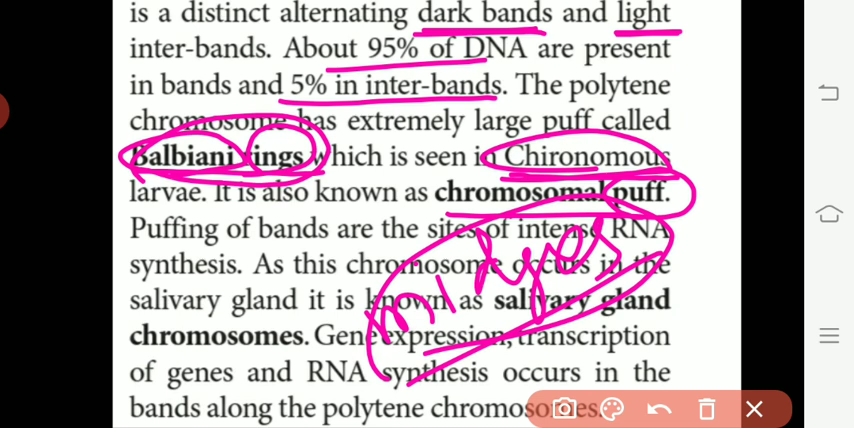 is a distinct alternating dark bands and light
inter-bands. About 95% of DNA are present
in bands and 5% in inter-bands. The polytene
chromosome has extremely large puff called
Balbiani rings which is seen in Chironomous
larvae. It is also known as chromosomal puff.
Puffing of bands are the sites of intense RNA
synthesis. As this chromosome occurs in the
salivary gland it is known as salivary gland
chromosomes. Gene expression, transcription
of genes and RNA synthesis occurs in the
bands along the polytene chromosomes.
midges